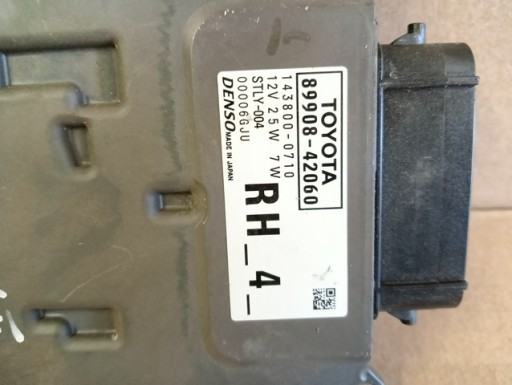 TOYOTA
89908-42060
143800-0710
12V 25W 7W
STLY-004
00006GJU
DENSO MADE IN JAPAN
RH_4_